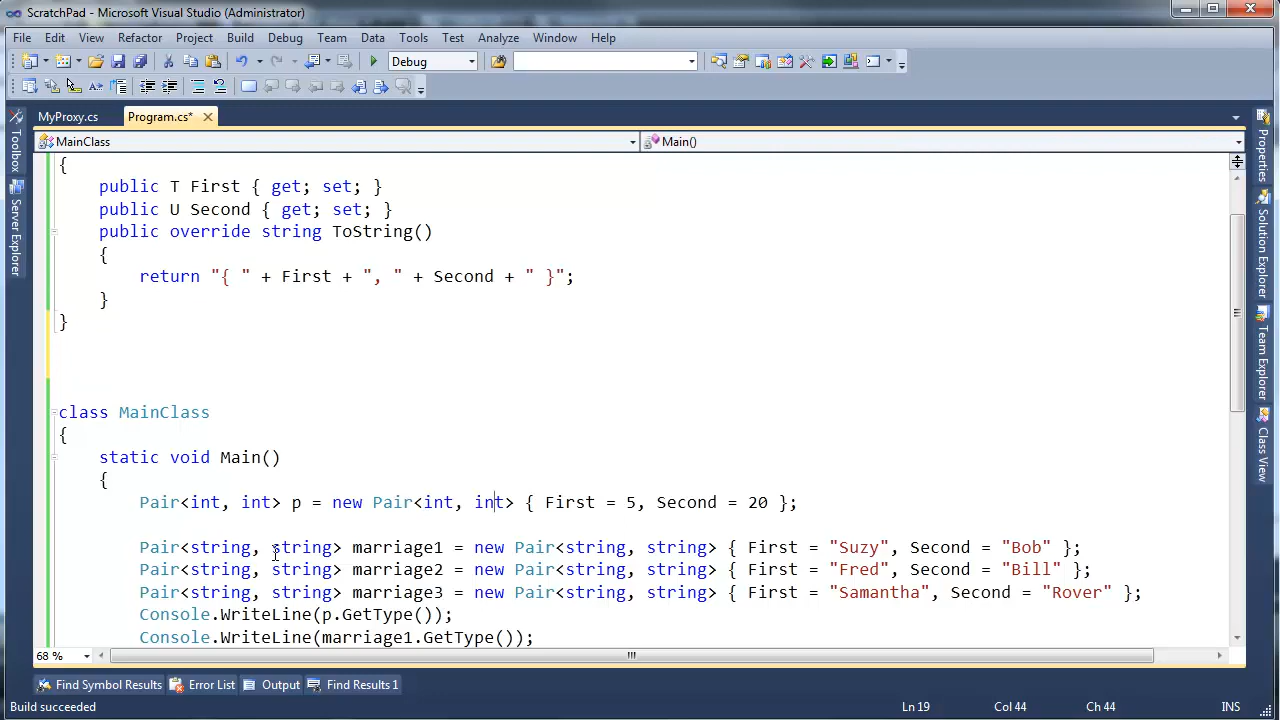 ScratchPad - Microsoft Visual Studio (Administrator)
File Edit View Refactor Project Build Debug Team Data Tools Test Analyze Window Help
Debug
MyProxy.cs Program.cs*
MainClass Main()
Toolbox
Server Explorer
{
public T First { get; set; }
public U Second { get; set; }
public override string ToString()
{
return "{ " + First + ", " + Second + " }";
}
}
class MainClass
{
static void Main()
{
Pair<int, int> p = new Pair<int, int> { First = 5, Second = 20 };
Pair<string, string> marriage1 = new Pair<string, string> { First = "Suzy", Second = "Bob" };
Pair<string, string> marriage2 = new Pair<string, string> { First = "Fred", Second = "Bill" };
Pair<string, string> marriage3 = new Pair<string, string> { First = "Samantha", Second = "Rover" };
Console.WriteLine(p.GetType());
Console.WriteLine(marriage1.GetType());
Properties
Solution Explorer
Team Explorer
Class View
68 %
Find Symbol Results Error List Output Find Results 1
Build succeeded Ln 19 Col 44 Ch 44 INS